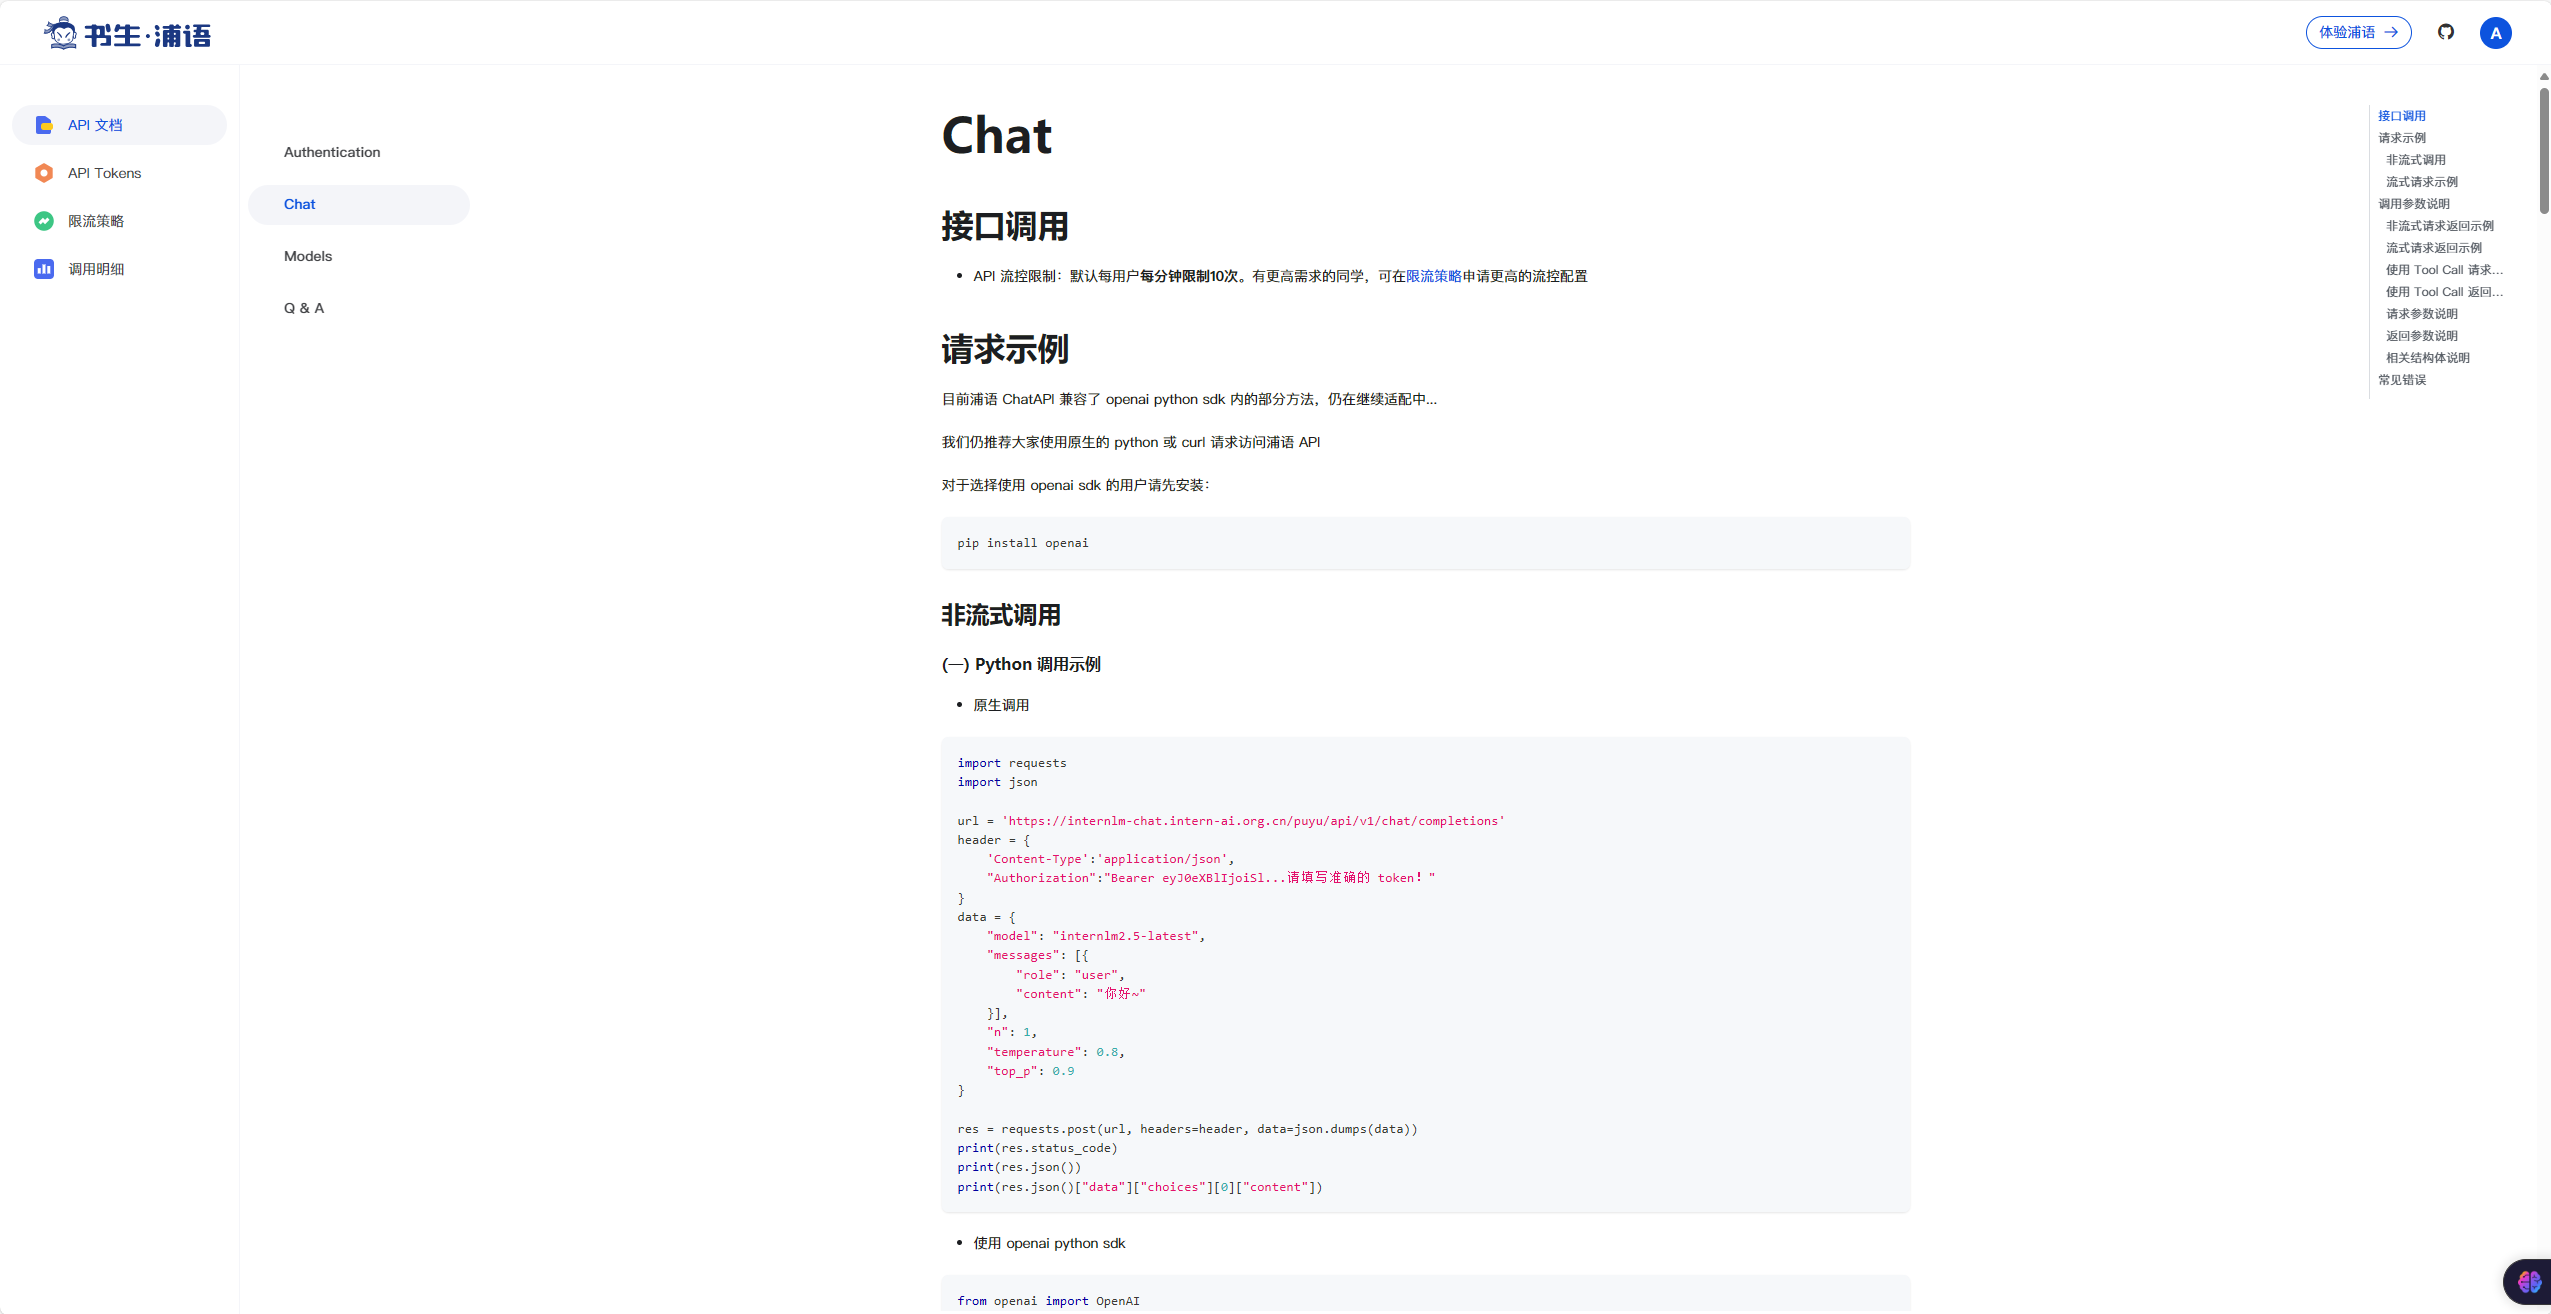 书生·浦语
体验浦语 →
A
API 文档
API Tokens
限流策略
调用明细
Authentication
Chat
Models
Q & A
Chat
接口调用
• API 流控限制：默认每用户每分钟限制10次。有更高需求的同学，可在限流策略申请更高的流控配置
请求示例
目前浦语 ChatAPI 兼容了 openai python sdk 内的部分方法，仍在继续适配中...
我们仍推荐大家使用原生的 python 或 curl 请求访问浦语 API
对于选择使用 openai sdk 的用户请先安装：
pip install openai
非流式调用
(一) Python 调用示例
• 原生调用
import requests
import json
url = 'https://internlm-chat.intern-ai.org.cn/puyu/api/v1/chat/completions'
header = {
    'Content-Type':'application/json',
    "Authorization":"Bearer eyJ0eXBlIjoiSl...请填写准确的 token！"
}
data = {
    "model": "internlm2.5-latest",
    "messages": [{
        "role": "user",
        "content": "你好~"
    }],
    "n": 1,
    "temperature": 0.8,
    "top_p": 0.9
}
res = requests.post(url, headers=header, data=json.dumps(data))
print(res.status_code)
print(res.json())
print(res.json()["data"]["choices"][0]["content"])
• 使用 openai python sdk
from openai import OpenAI
接口调用
请求示例
非流式调用
流式请求示例
调用参数说明
非流式请求返回示例
流式请求返回示例
使用 Tool Call 请求...
使用 Tool Call 返回...
请求参数说明
返回参数说明
相关结构体说明
常见错误